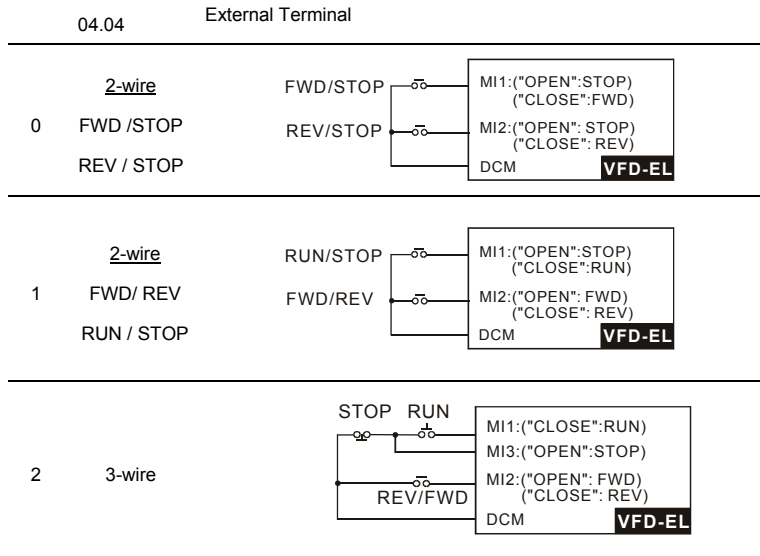 04.04 External Terminal
2-wire
0 FWD /STOP
REV / STOP
FWD/STOP
REV/STOP
MI1:("OPEN":STOP)
("CLOSE":FWD)
MI2:("OPEN": STOP)
("CLOSE": REV)
DCM VFD-EL
2-wire
1 FWD/ REV
RUN / STOP
RUN/STOP
FWD/REV
MI1:("OPEN":STOP)
("CLOSE":RUN)
MI2:("OPEN": FWD)
("CLOSE": REV)
DCM VFD-EL
2 3-wire
STOP RUN
REV/FWD
MI1:("CLOSE":RUN)
MI3:("OPEN":STOP)
MI2:("OPEN": FWD)
("CLOSE": REV)
DCM VFD-EL